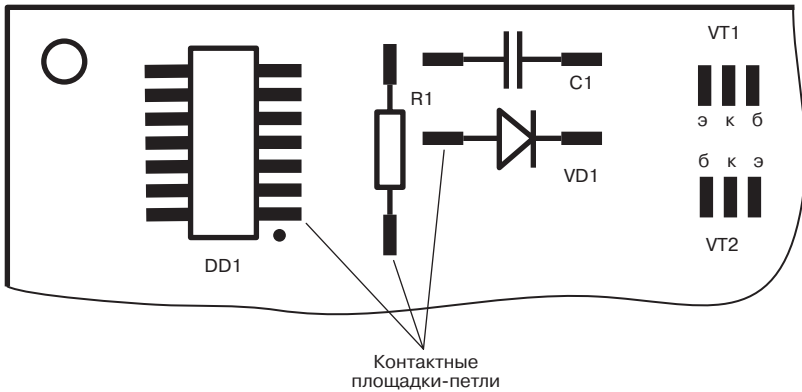 VT1
C1
R1
э к б
б к э
VD1
VT2
DD1
Контактные
площадки-петли